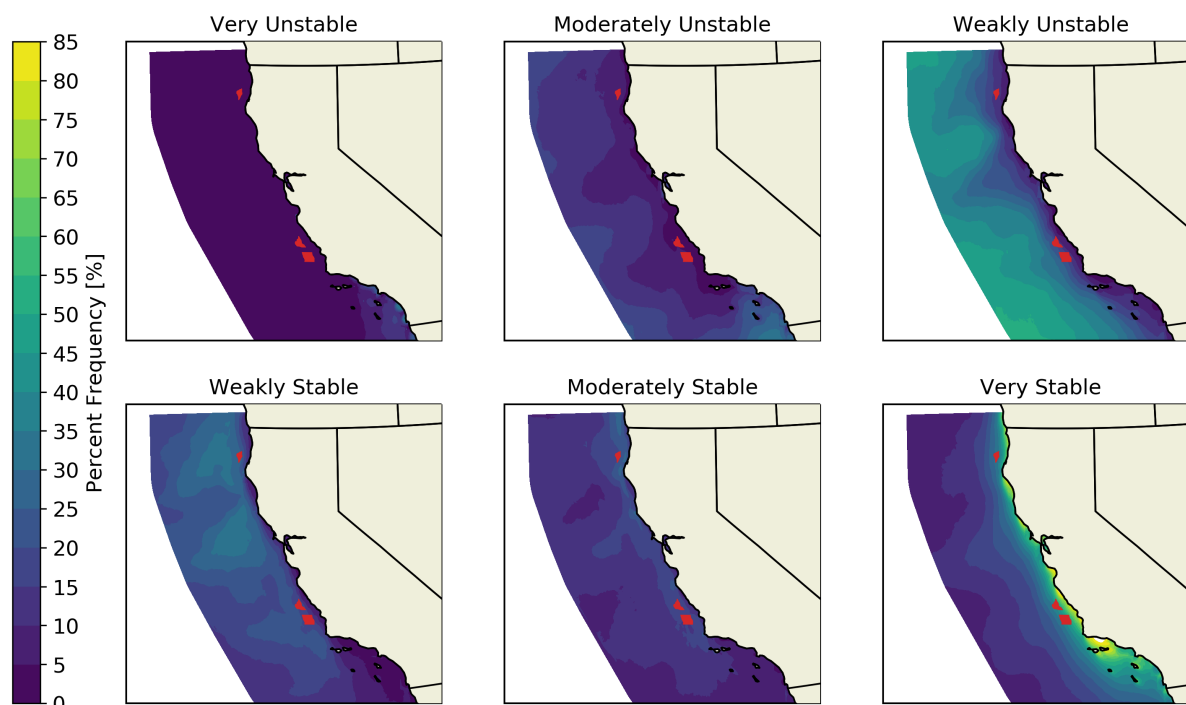 Very Unstable
Moderately Unstable
Weakly Unstable
85
80
75
70
65
60
55
50
45
40
35
30
25
20
15
10
5
0
Percent Frequency [%]
Weakly Stable
Moderately Stable
Very Stable